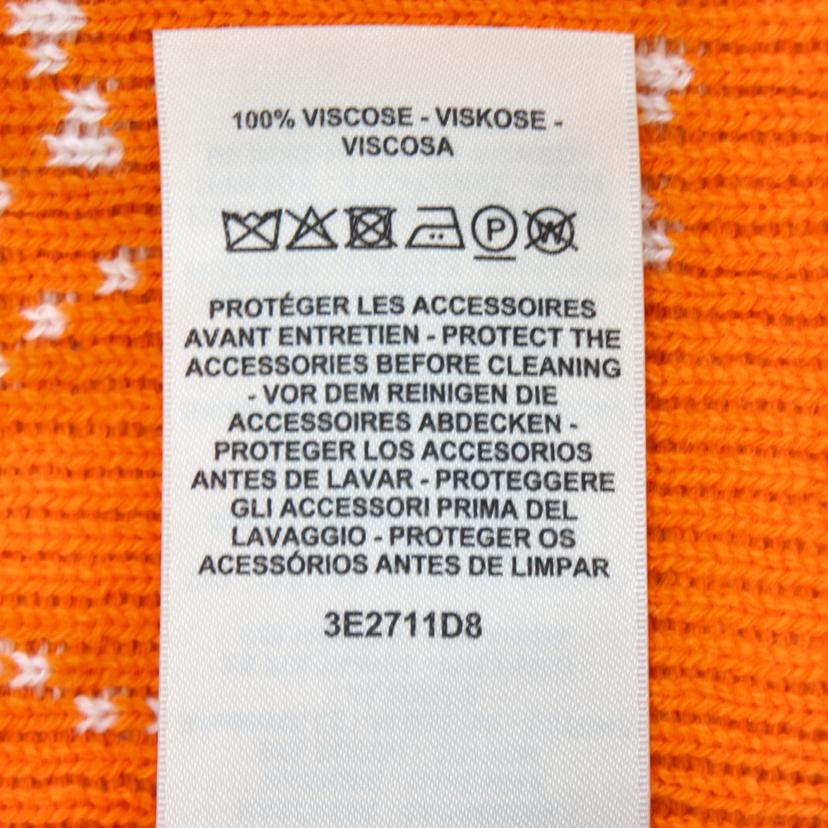 100% VISCOSE - VISKOSE -
VISCOSA
P W
PROTÉGER LES ACCESSOIRES
AVANT ENTRETIEN - PROTECT THE
ACCESSORIES BEFORE CLEANING
- VOR DEM REINIGEN DIE
ACCESSOIRES ABDECKEN -
PROTEGER LOS ACCESORIOS
ANTES DE LAVAR - PROTEGGERE
GLI ACCESSORI PRIMA DEL
LAVAGGIO - PROTEGER OS
ACESSÓRIOS ANTES DE LIMPAR
3E2711D8